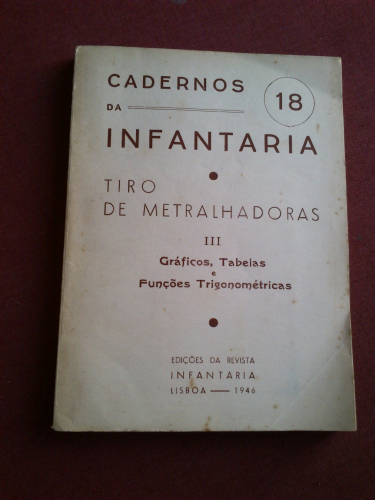 CADERNOS
18
DA
INFANTARIA
TIRO
DE METRALHADORAS
III
Gráficos, Tabelas
e
Funções Trigonométricas
EDIÇÕES DA REVISTA
INFANTARIA
LISBOA — 1946